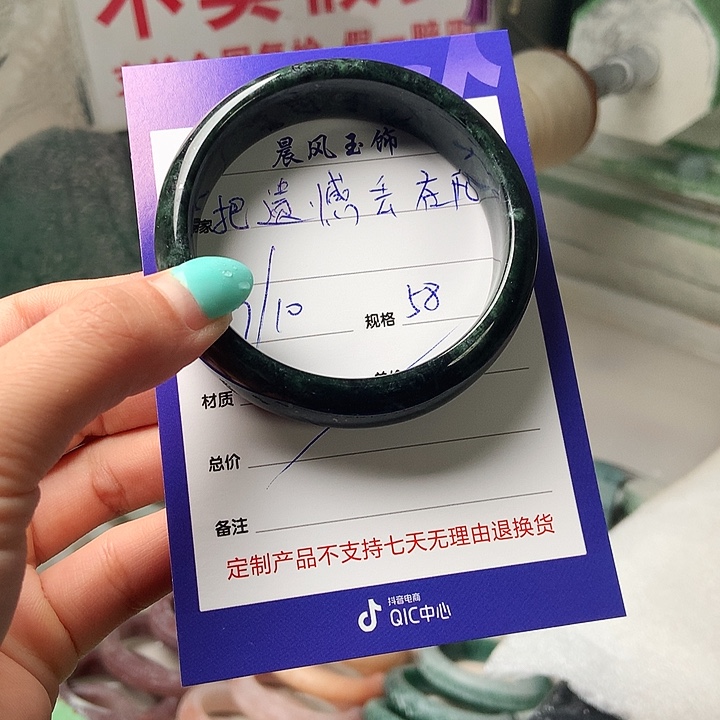 晨风玉饰
家 把遗憾丢在
/10 规格 58
材质
总价
备注
定制产品不支持七天无理由退换货
抖音电商
QIC中心